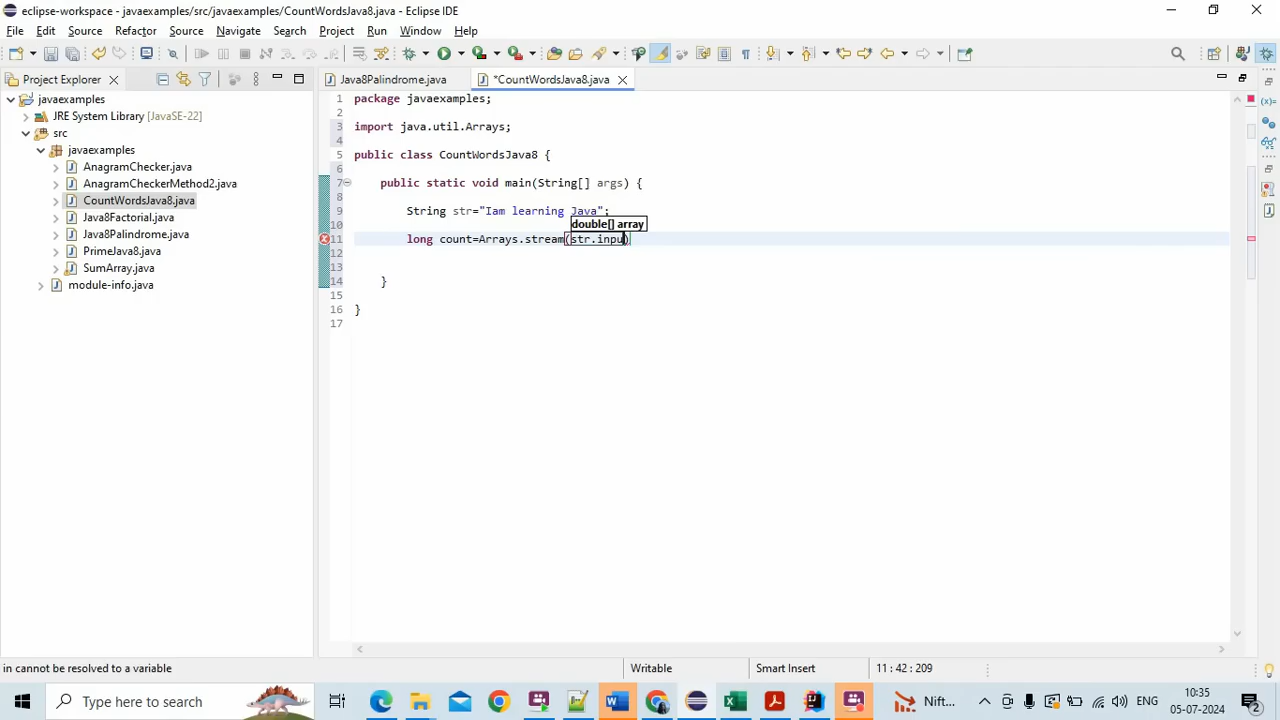 eclipse-workspace - javaexamples/src/javaexamples/CountWordsJava8.java - Eclipse IDE
File Edit Source Refactor Source Navigate Search Project Run Window Help
Project Explorer
Java8Palindrome.java
*CountWordsJava8.java
javaexamples
JRE System Library [JavaSE-22]
src
javaexamples
AnagramChecker.java
AnagramCheckerMethod2.java
CountWordsJava8.java
Java8Factorial.java
Java8Palindrome.java
PrimeJava8.java
SumArray.java
module-info.java
1 package javaexamples;
2
3 import java.util.Arrays;
4
5 public class CountWordsJava8 {
6
7 public static void main(String[] args) {
8
9 String str="Iam learning Java";
double[] array
10
11 long count=Arrays.stream(str.inpu)
12
13
14 }
15
16 }
17
in cannot be resolved to a variable
Writable
Smart Insert
11 : 42 : 209
Type here to search
Nift...
ENG
10:35
05-07-2024
2